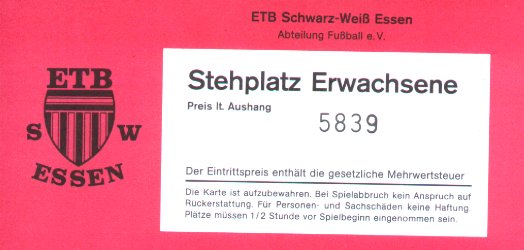 ETB Schwarz-Weiß Essen
Abteilung Fußball e.V.
ETB
S W
ESSEN
Stehplatz Erwachsene
Preis lt. Aushang
5839
Der Eintrittspreis enthält die gesetzliche Mehrwertsteuer
Die Karte ist aufzubewahren. Bei Spielabbruch kein Anspruch auf
Rückerstattung. Für Personen- und Sachschäden keine Haftung
Plätze müssen 1/2 Stunde vor Spielbeginn eingenommen sein.